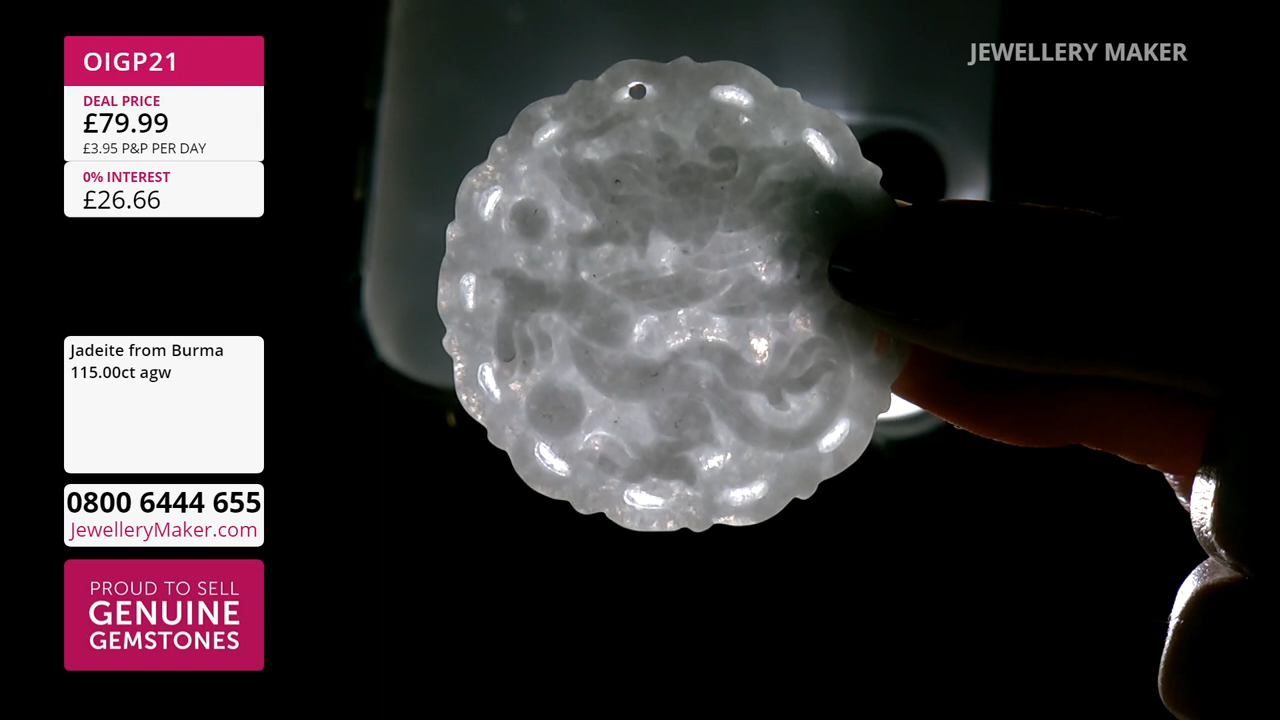 OIGP21
DEAL PRICE
£79.99
£3.95 P&P PER DAY
0% INTEREST
£26.66
Jadeite from Burma
115.00ct agw
0800 6444 655
JewelleryMaker.com
PROUD TO SELL
GENUINE
GEMSTONES
JEWELLERY MAKER